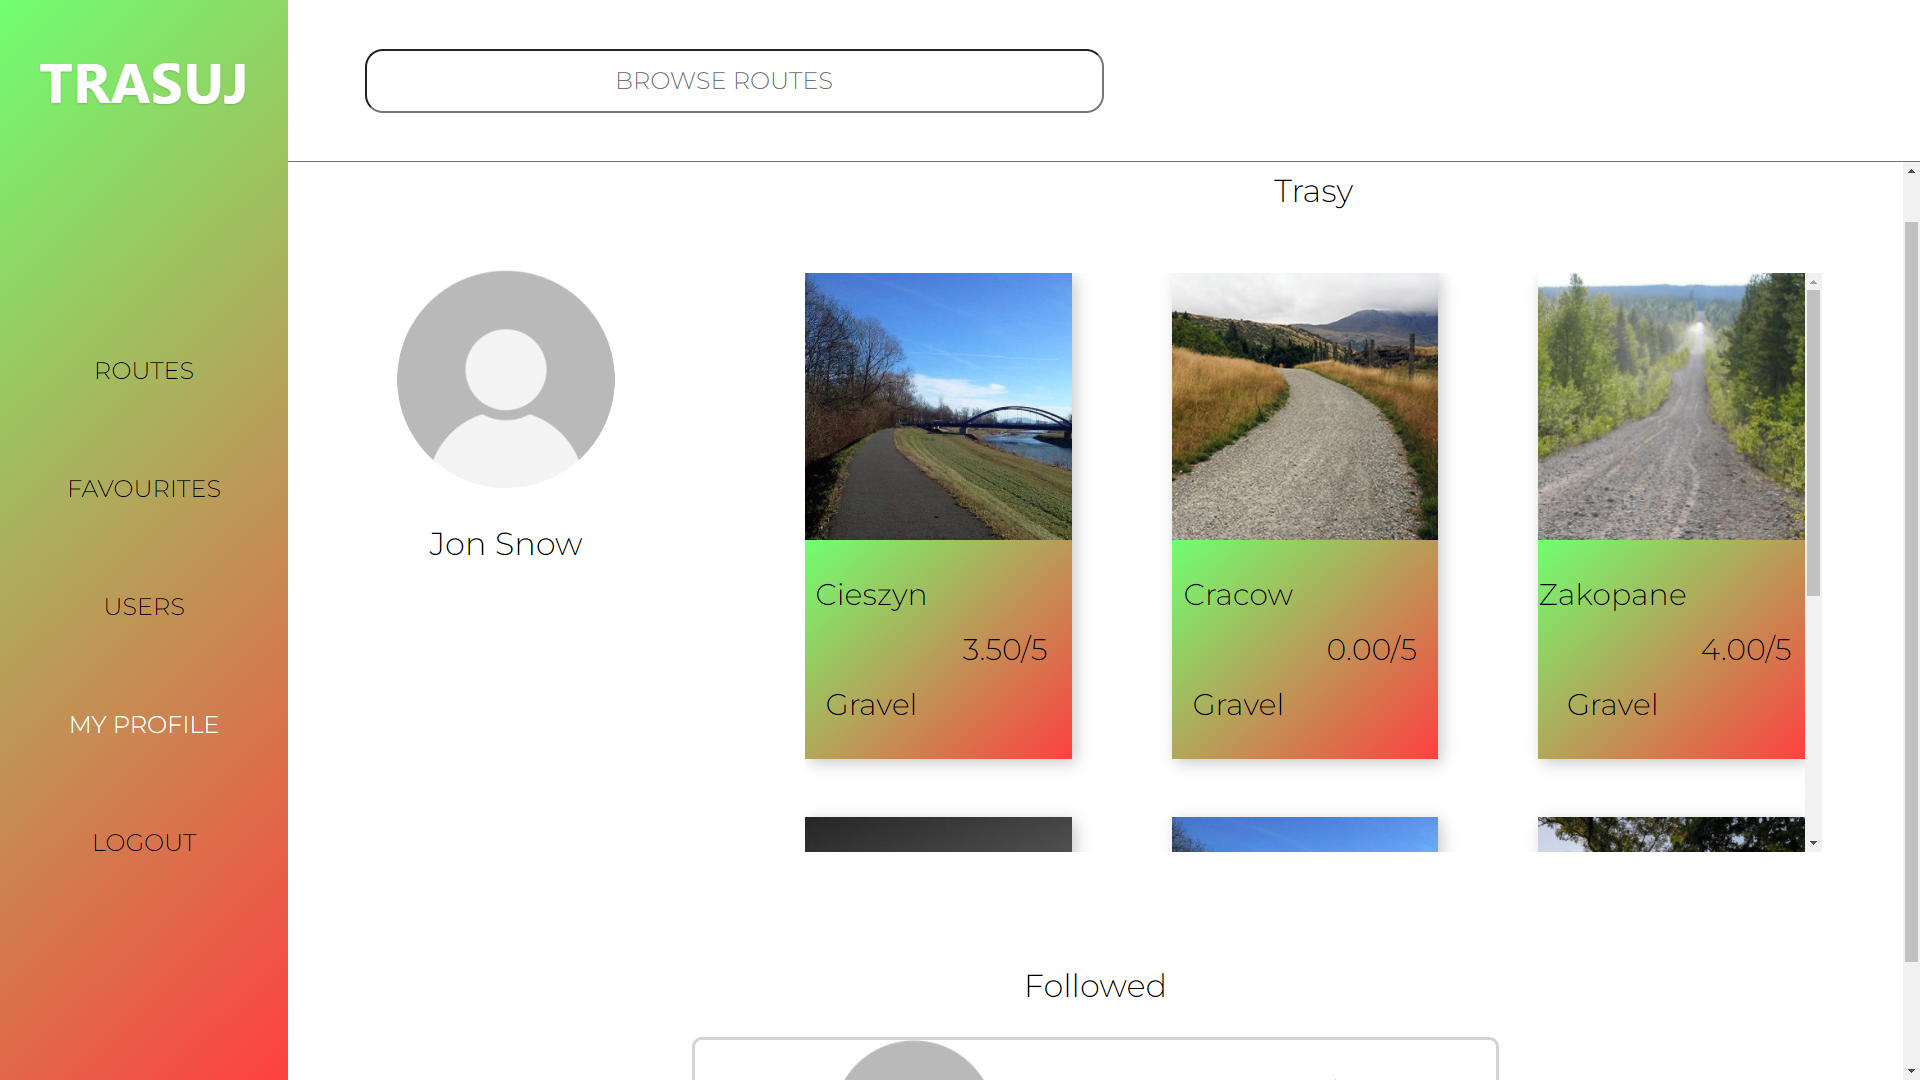 TRASUJ
BROWSE ROUTES
ROUTES
FAVOURITES
USERS
MY PROFILE
LOGOUT
Jon Snow
Trasy
Cieszyn
3.50/5
Gravel
Cracow
0.00/5
Gravel
Zakopane
4.00/5
Gravel
Followed